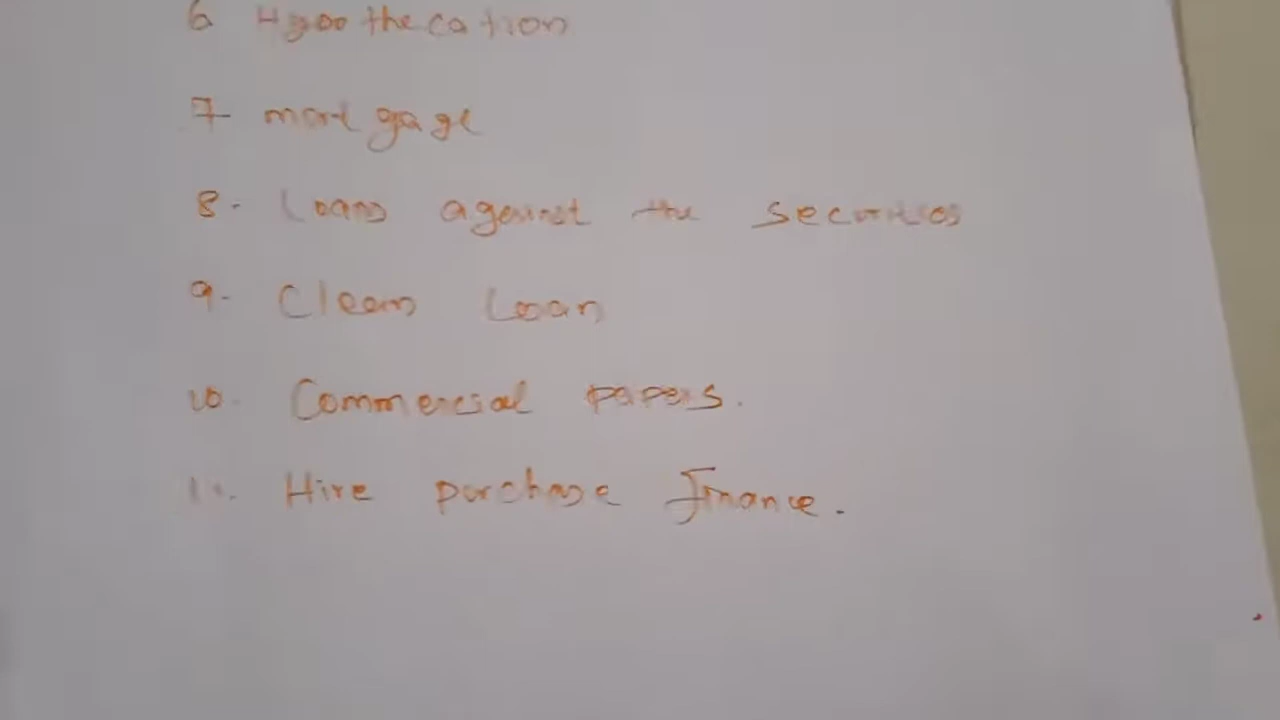 6 Hypothecation
7 mortgage
8. Loans against the securities
9. Clean Loan
10. Commercial papers.
11. Hire purchase finance.